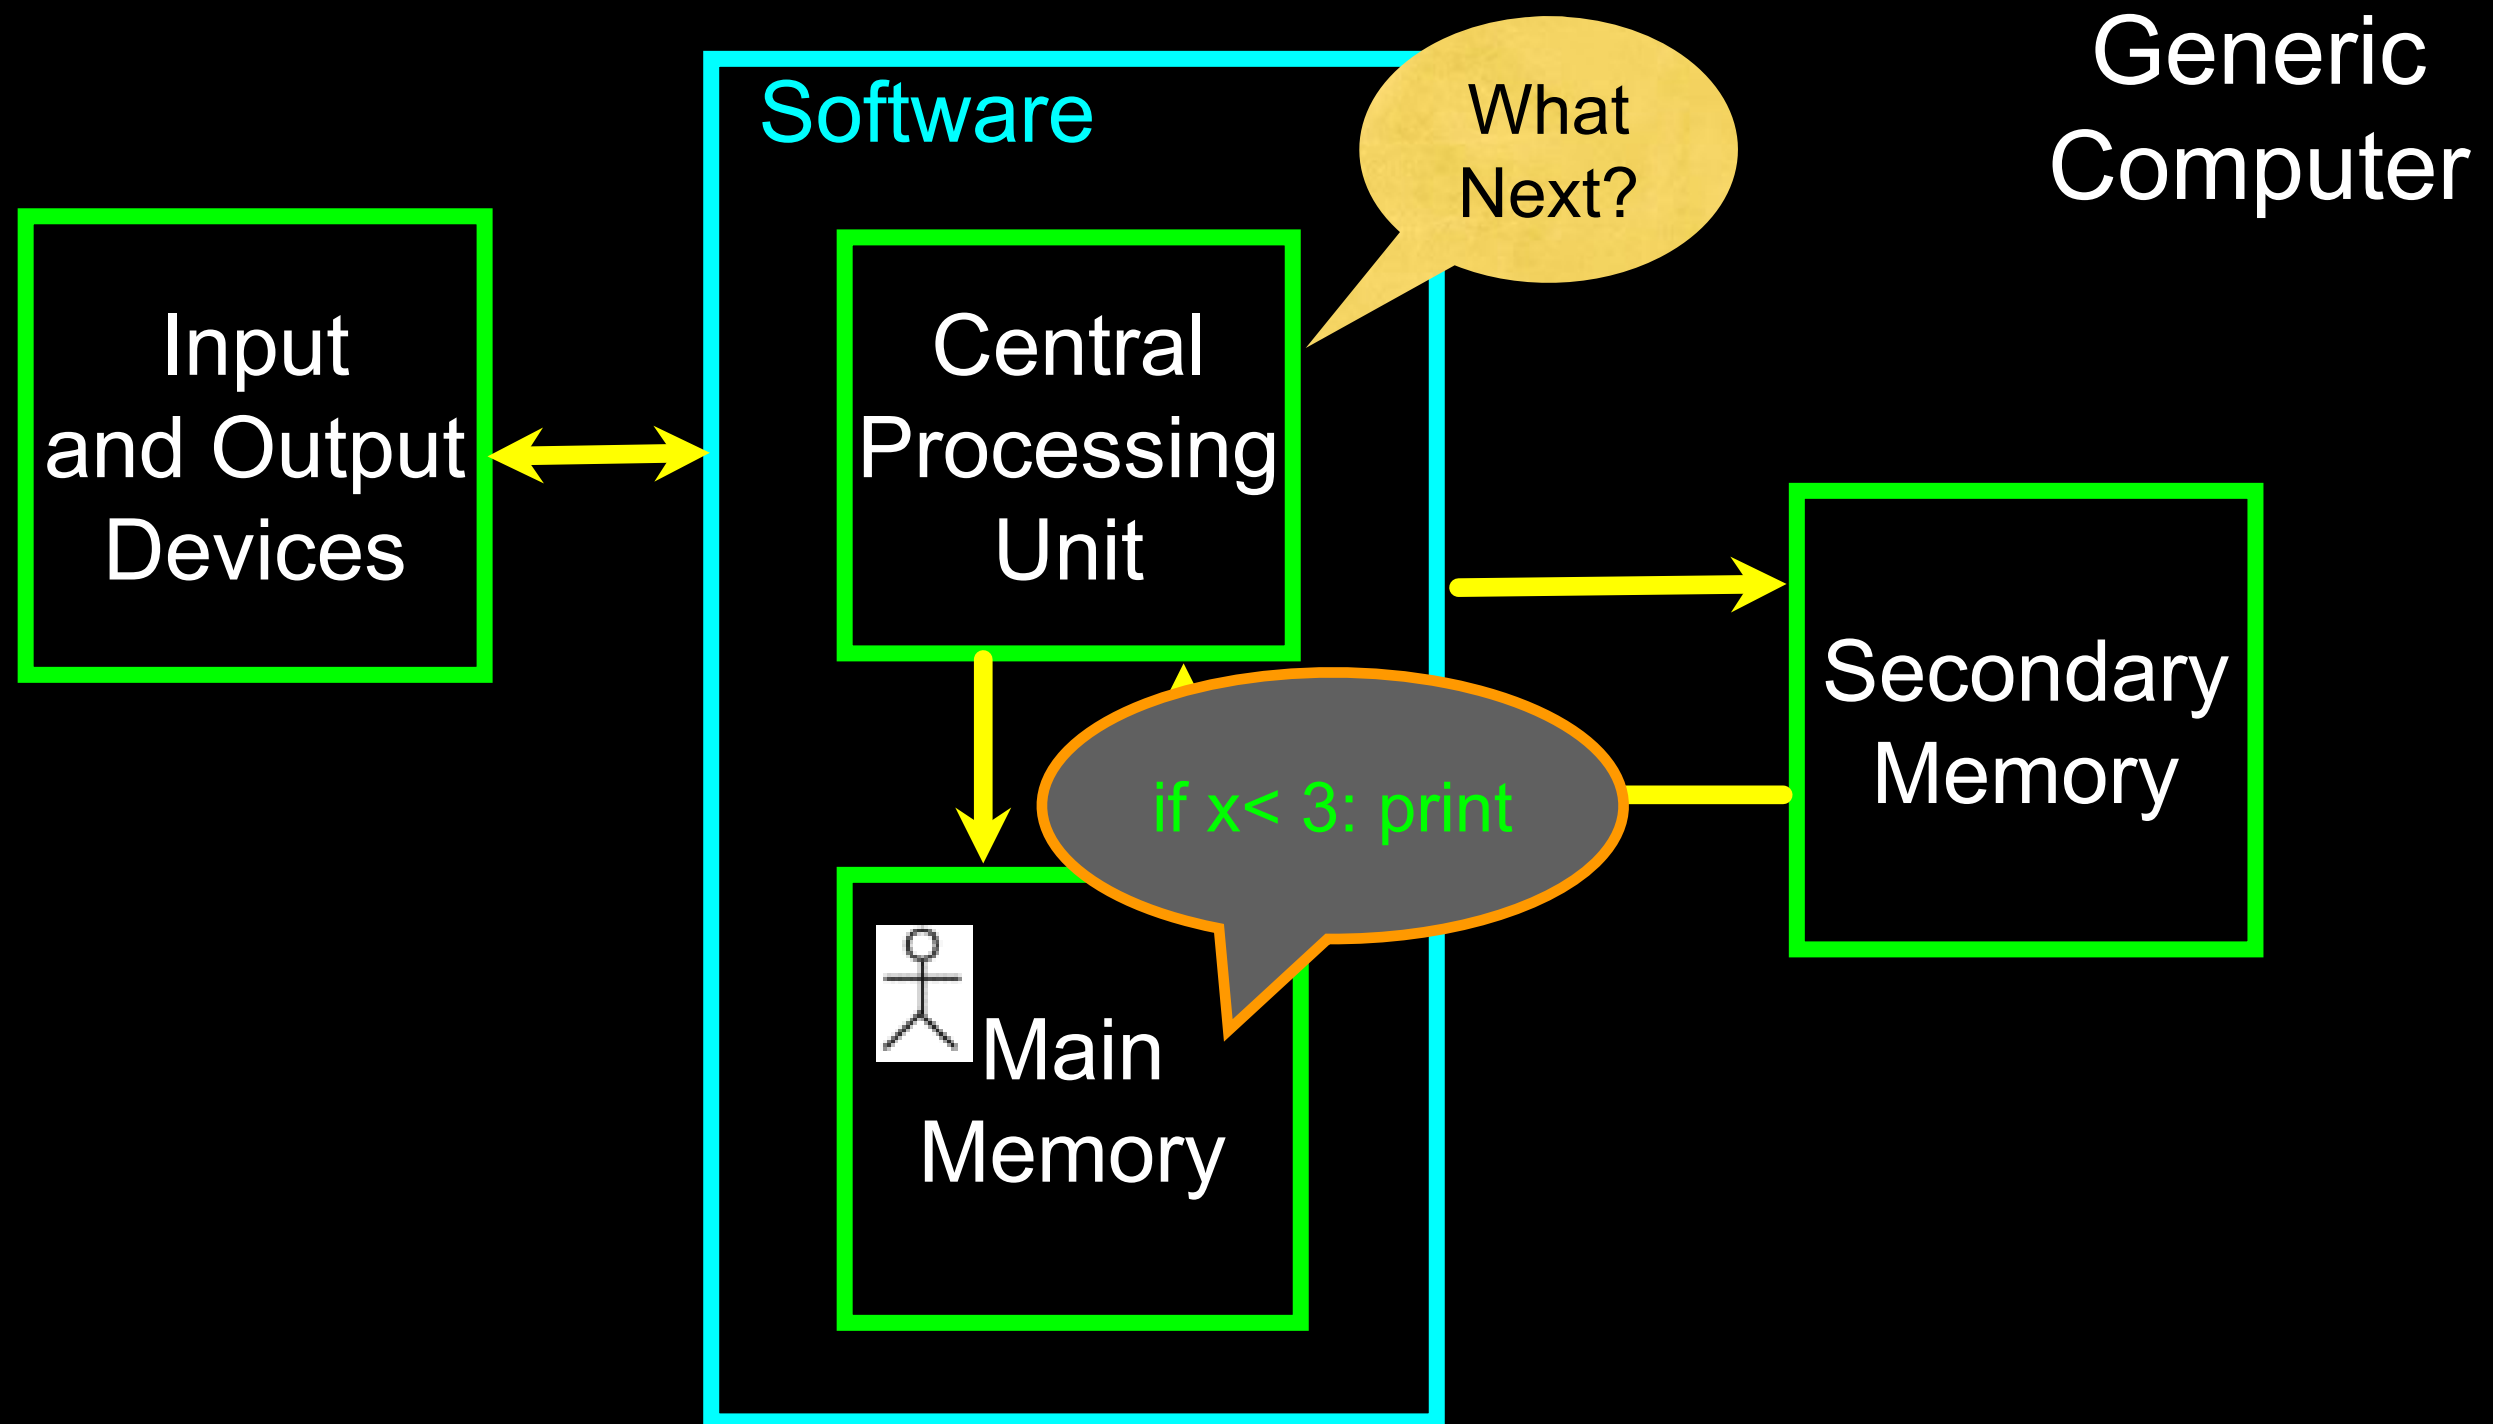 Generic
Computer
Software
What
Next?
Input
and Output
Devices
Central
Processing
Unit
Secondary
Memory
if x< 3: print
Main
Memory